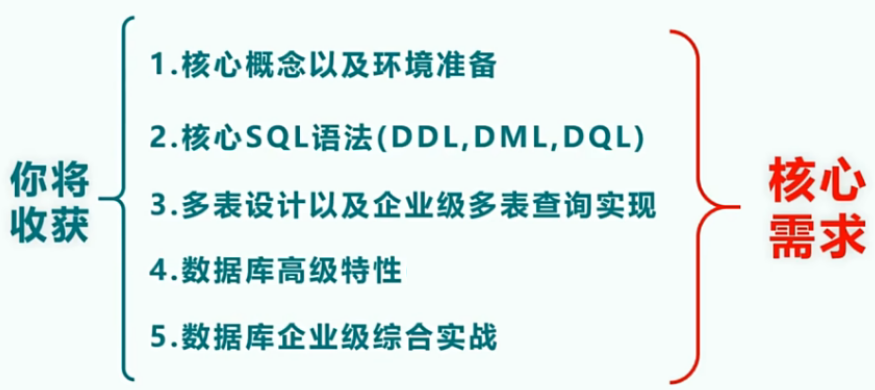 你将
收获
1.核心概念以及环境准备
2.核心SQL语法(DDL,DML,DQL)
3.多表设计以及企业级多表查询实现
4.数据库高级特性
5.数据库企业级综合实战
核心
需求